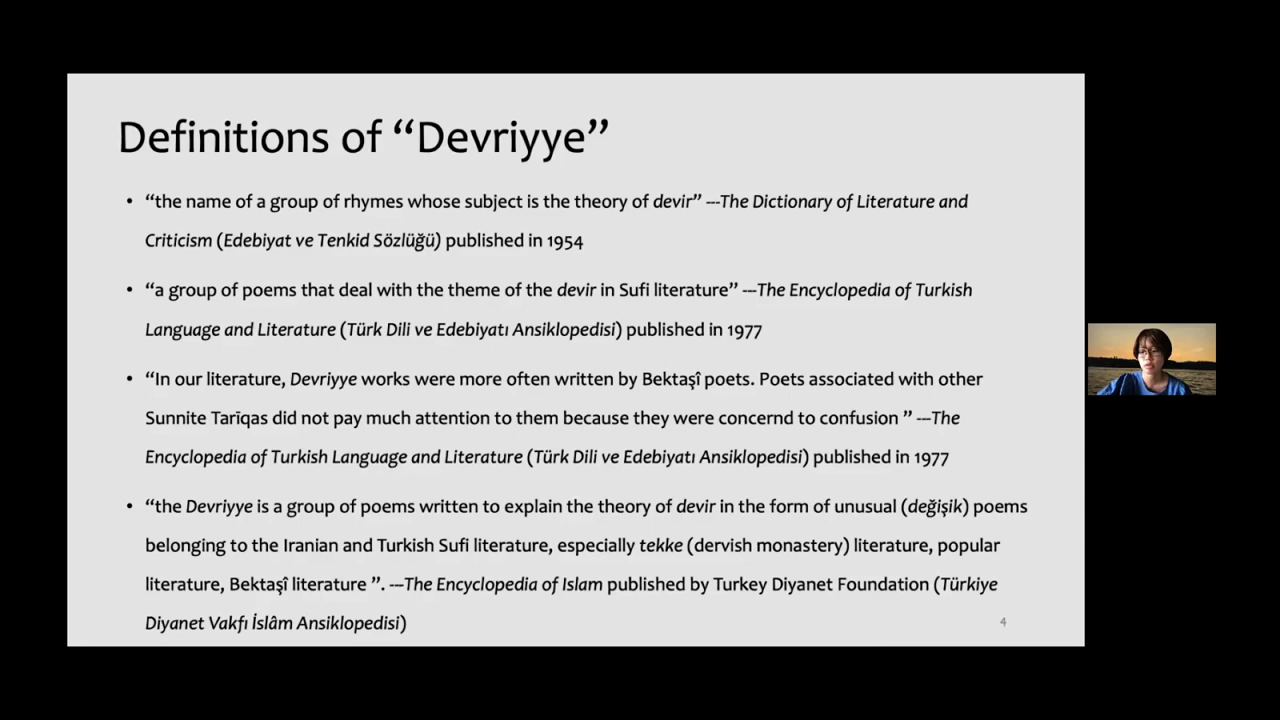 Definitions of “Devriyye”
• “the name of a group of rhymes whose subject is the theory of devir” ---The Dictionary of Literature and
Criticism (Edebiyat ve Tenkid Sözlüğü) published in 1954
• “a group of poems that deal with the theme of the devir in Sufi literature” ---The Encyclopedia of Turkish
Language and Literature (Türk Dili ve Edebiyatı Ansiklopedisi) published in 1977
• “In our literature, Devriyye works were more often written by Bektaşî poets. Poets associated with other
Sunnite Tarīqas did not pay much attention to them because they were concernd to confusion ” ---The
Encyclopedia of Turkish Language and Literature (Türk Dili ve Edebiyatı Ansiklopedisi) published in 1977
• “the Devriyye is a group of poems written to explain the theory of devir in the form of unusual (değişik) poems
belonging to the Iranian and Turkish Sufi literature, especially tekke (dervish monastery) literature, popular
literature, Bektaşî literature ”. ---The Encyclopedia of Islam published by Turkey Diyanet Foundation (Türkiye
Diyanet Vakfı İslâm Ansiklopedisi)
4